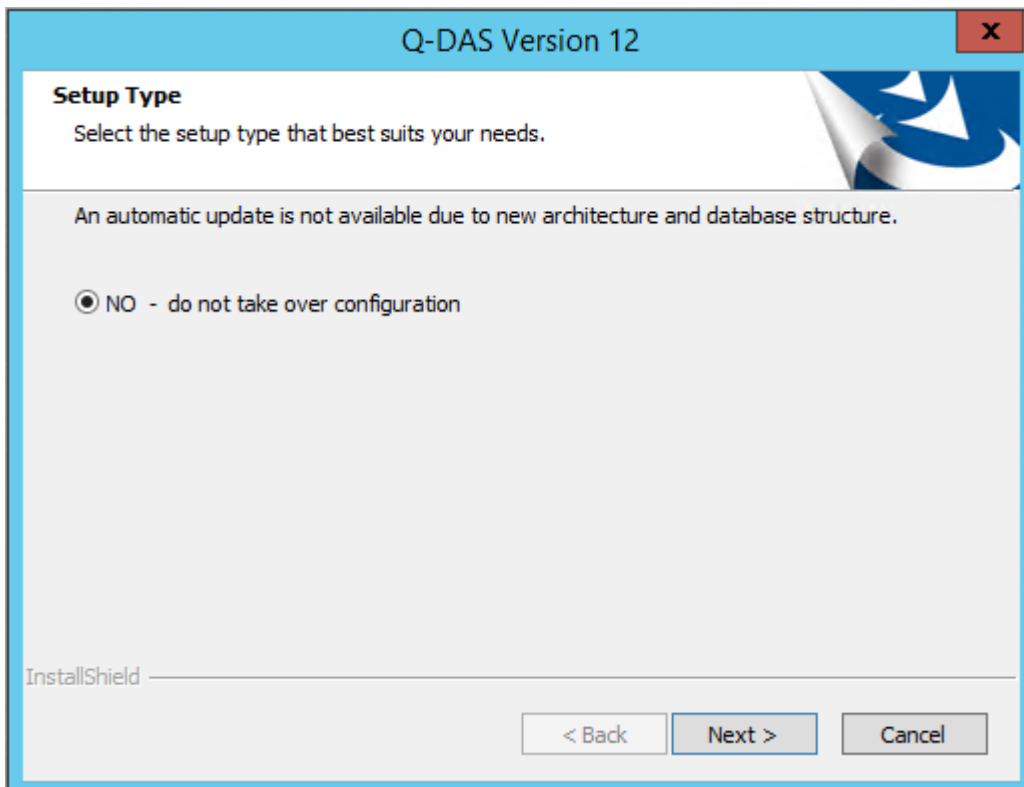 Q-DAS Version 12
x
Setup Type
Select the setup type that best suits your needs.
An automatic update is not available due to new architecture and database structure.
NO - do not take over configuration
InstallShield
< Back Next > Cancel